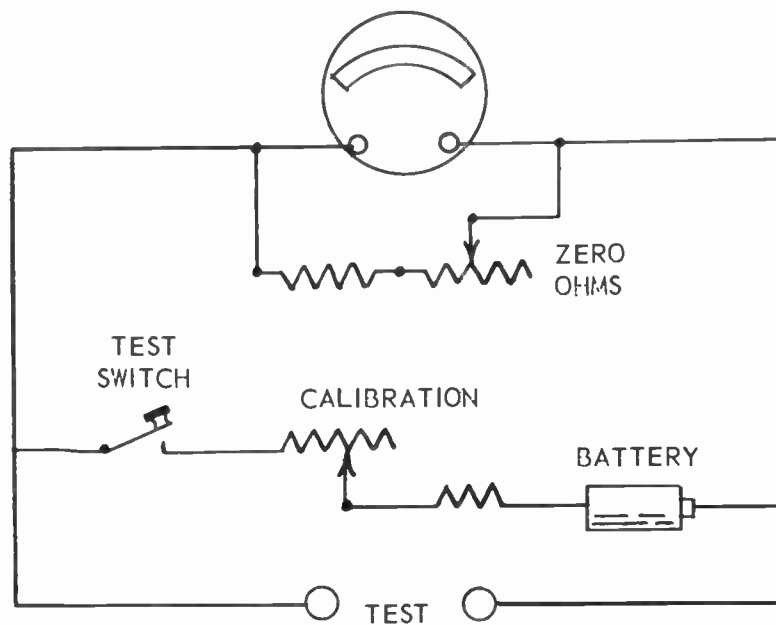 ZERO
OHMS
TEST
SWITCH
CALIBRATION
BATTERY
TEST